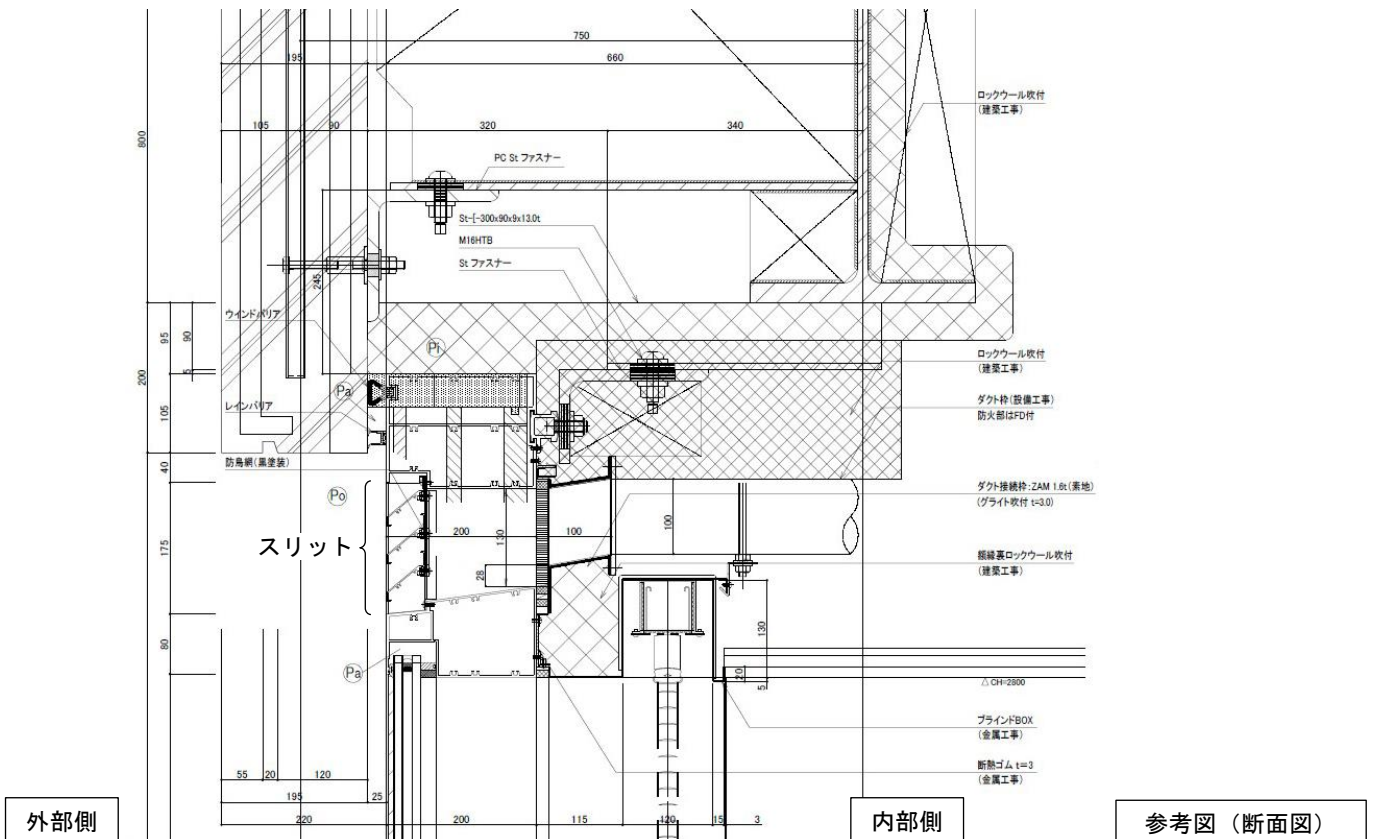 750
195
660
ロックウール吹付
(建築工事)
105
90
320
340
800
PC St ファスナー
St-[-300x90x9x13.0t
M16HTB
St ファスナー
245
ウインドバリア
95
90
5
200
Pi
ロックウール吹付
(建築工事)
Pa
ダクト枠(設備工事)
防火部はFD付
レインバリア
105
防鳥網(黒塗装)
40
ダクト接続枠:ZAM 1.6t(素地)
(グライト吹付 t=3.0)
Po
スリット
200
130
100
100
175
28
額縁裏ロックウール吹付
(建築工事)
130
80
Pa
20
5
△CH=2800
ブラインドBOX
(金属工事)
断熱ゴム t=3
(金属工事)
55
20
120
195
25
220
200
115
120
15
3
外部側
内部側
参考図(断面図)